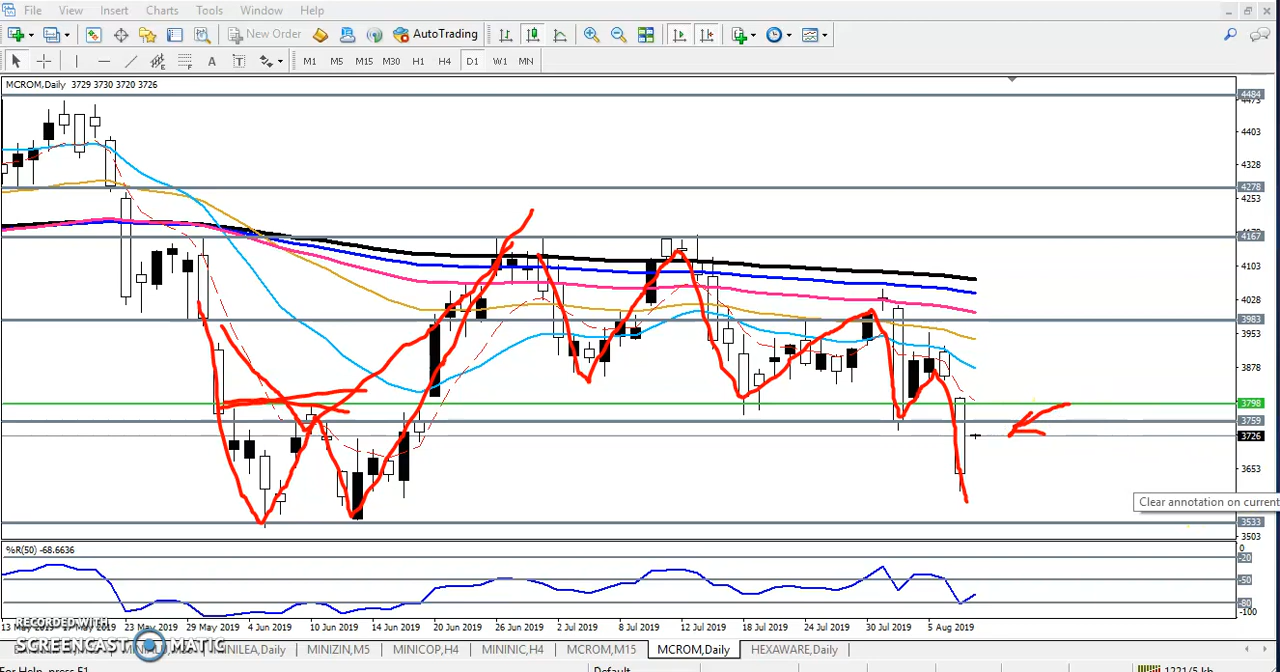 File View Insert Charts Tools Window Help
New Order AutoTrading
A T M1 M5 M15 M30 H1 H4 D1 W1 MN
MCROM,Daily 3729 3730 3720 3726
4484
4473
4403
4328
4278
4253
4167
4103
4028
3983
3953
3878
3798
3759
3726
3653
Clear annotation on current
3533
3503
%R(50) -68.6636
0
-20
-50
-80
-100
13 May 2019 23 May 2019 29 May 2019 4 Jun 2019 10 Jun 2019 14 Jun 2019 20 Jun 2019 26 Jun 2019 2 Jul 2019 8 Jul 2019 12 Jul 2019 18 Jul 2019 24 Jul 2019 30 Jul 2019 5 Aug 2019
RECORDED WITH
SCREENCAST MATIC
MINILEA,Daily MINIZIN,M5 MINICOP,H4 MININIC,H4 MCROM,M15 MCROM,Daily HEXAWARE,Daily
For Help, press F1 Default 1221/5 kb